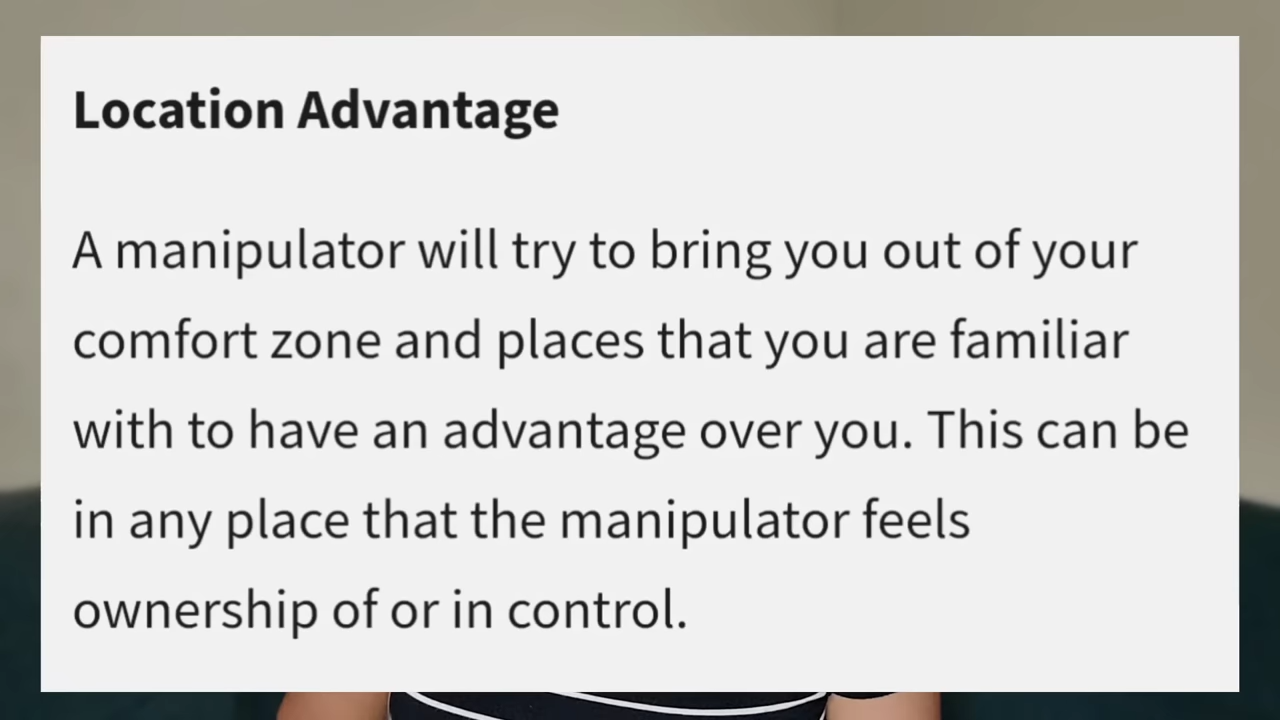 Location Advantage
A manipulator will try to bring you out of your
comfort zone and places that you are familiar
with to have an advantage over you. This can be
in any place that the manipulator feels
ownership of or in control.